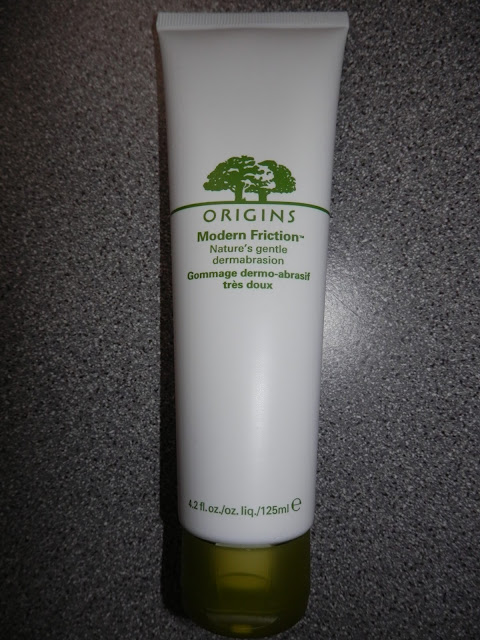 ORIGINS
Modern Friction™
Nature's gentle
dermabrasion
Gommage dermo-abrasif
très doux
4.2 fl.oz./oz. liq./125ml ℮